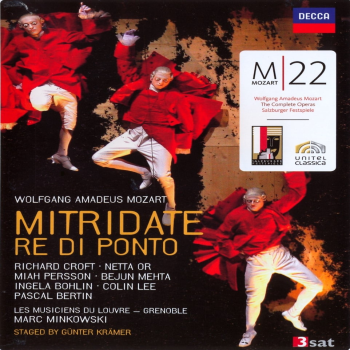 DECCA
M 22
MOZART
Wolfgang Amadeus Mozart
The Complete Operas
Salzburger Festspiele
UNITEL
CLASSICA
WOLFGANG AMADEUS MOZART
MITRIDATE
RE DI PONTO
RICHARD CROFT · NETTA OR
MIAH PERSSON · BEJUN MEHTA
INGELA BOHLIN · COLIN LEE
PASCAL BERTIN
LES MUSICIENS DU LOUVRE – GRENOBLE
MARC MINKOWSKI
STAGED BY GÜNTER KRÄMER
3sat